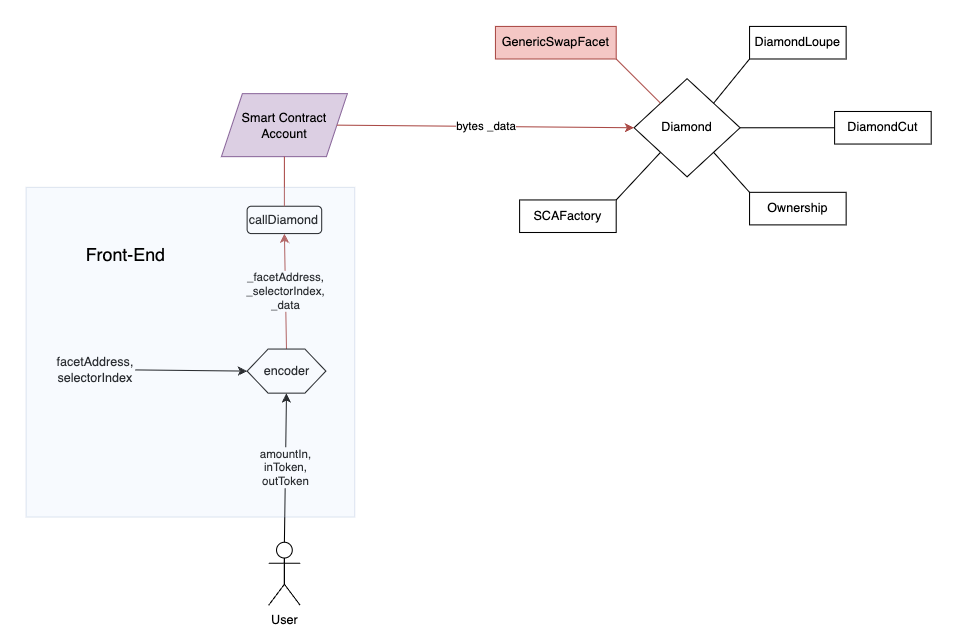 GenericSwapFacet
DiamondLoupe
Smart Contract
Account
bytes _data
Diamond
DiamondCut
SCAFactory
Ownership
callDiamond
Front-End
_facetAddress,
_selectorIndex,
_data
facetAddress,
selectorIndex
encoder
amountIn,
inToken,
outToken
User